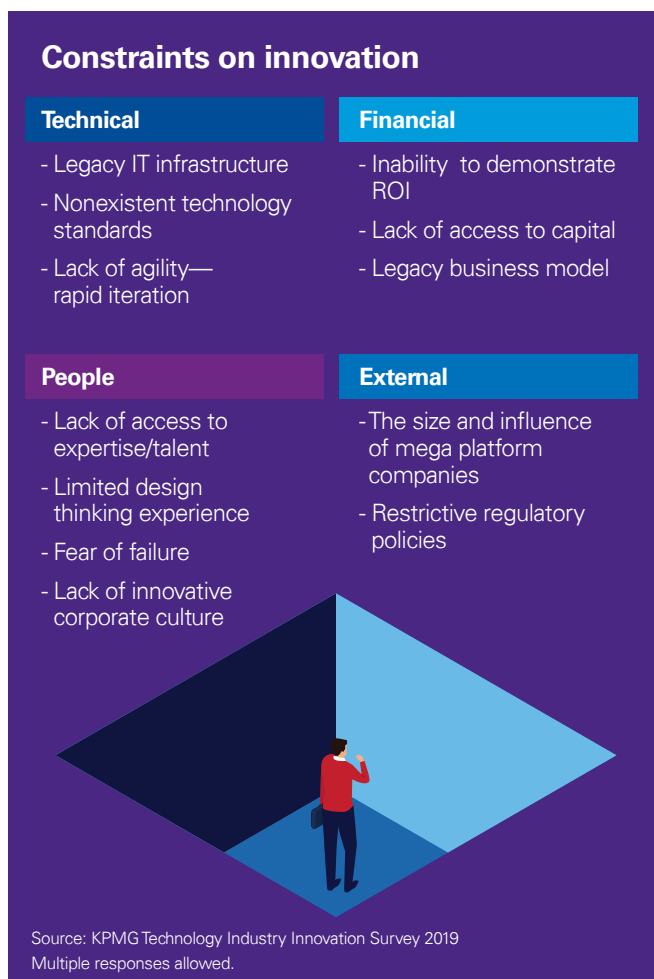 Constraints on innovation
Technical
- Legacy IT infrastructure
- Nonexistent technology
standards
- Lack of agility—
rapid iteration
Financial
- Inability to demonstrate
ROI
- Lack of access to capital
- Legacy business model
People
- Lack of access to
expertise/talent
- Limited design
thinking experience
- Fear of failure
- Lack of innovative
corporate culture
External
- The size and influence
of mega platform
companies
- Restrictive regulatory
policies
Source: KPMG Technology Industry Innovation Survey 2019
Multiple responses allowed.